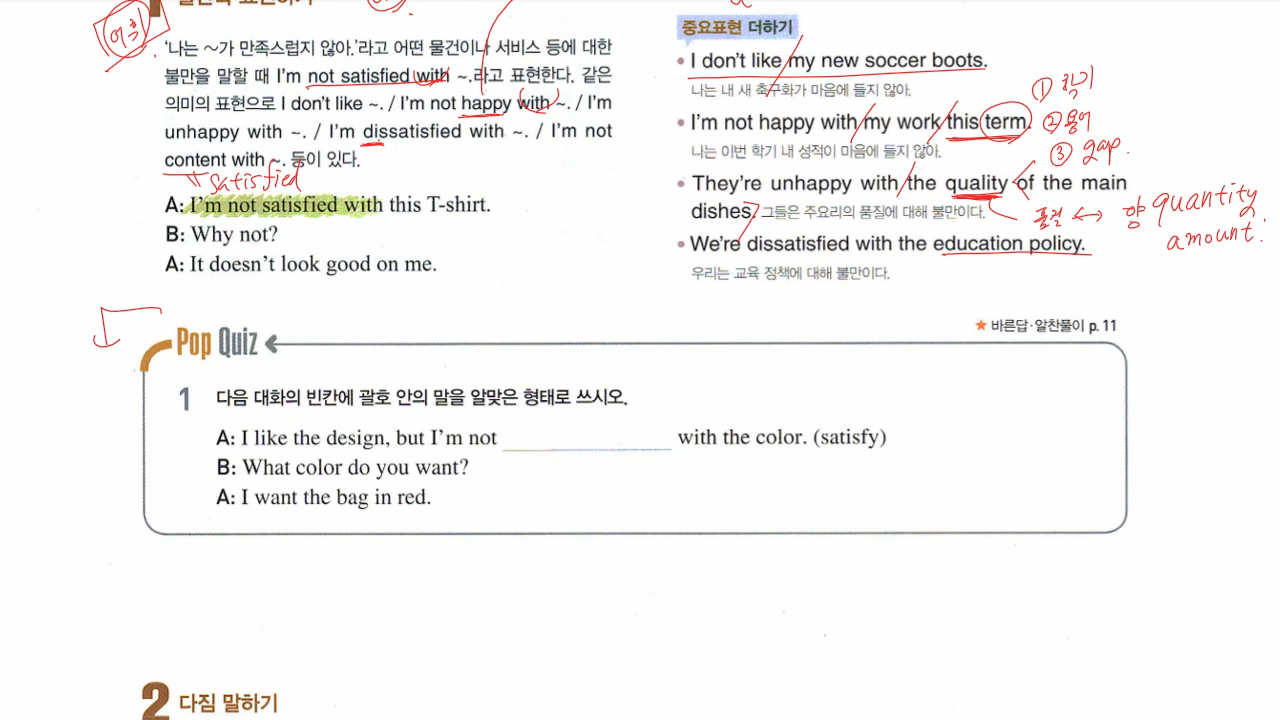 어휘
'나는 ~가 만족스럽지 않아.'라고 어떤 물건이나 서비스 등에 대한
불만을 말할 때 I'm not satisfied with ~.라고 표현한다. 같은
의미의 표현으로 I don't like ~. / I'm not happy with ~. / I'm
unhappy with ~. / I'm dissatisfied with ~. / I'm not
content with ~. 등이 있다.
satisfied
A: I'm not satisfied with this T-shirt.
B: Why not?
A: It doesn't look good on me.
중요표현 더하기
• I don't like my new soccer boots.
나는 내 새 축구화가 마음에 들지 않아.
• I'm not happy with my work this term.
나는 이번 학기 내 성적이 마음에 들지 않아.
① 학기
② 용어
③ gap.
• They're unhappy with the quality of the main
dishes. 그들은 주요리의 품질에 대해 불만이다.
품질 ↔ 양 quantity
amount.
• We're dissatisfied with the education policy.
우리는 교육 정책에 대해 불만이다.
★ 바른답·알찬풀이 p. 11
Pop Quiz
1 다음 대화의 빈칸에 괄호 안의 말을 알맞은 형태로 쓰시오.
A: I like the design, but I'm not ____________ with the color. (satisfy)
B: What color do you want?
A: I want the bag in red.
2 다짐 말하기